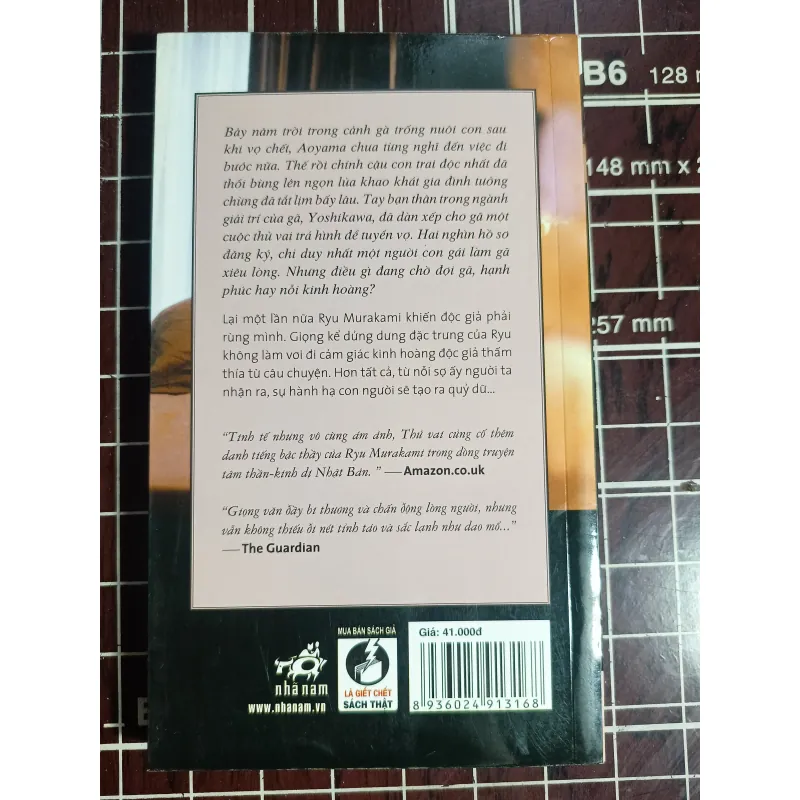 Bảy năm trời trong cảnh gà trống nuôi con sau
khi vợ chết, Aoyama chưa từng nghĩ đến việc đi
bước nữa. Thế rồi chính cậu con trai độc nhất đã
thổi bùng lên ngọn lửa khao khát gia đình tưởng
chừng đã tắt lịm bấy lâu. Tay bạn thân trong ngành
giải trí của gã, Yoshikawa, đã dàn xếp cho gã một
cuộc thử vai trá hình để tuyển vợ. Hai nghìn hồ sơ
đăng ký, chỉ duy nhất một người con gái làm gã
xiêu lòng. Nhưng điều gì đang chờ đợi gã, hạnh
phúc hay nỗi kinh hoàng?
Lại một lần nữa Ryu Murakami khiến độc giả phải
rùng mình. Giọng kể dửng dưng đặc trưng của Ryu
không làm vơi đi cảm giác kinh hoàng độc giả thấm
thía từ câu chuyện. Hơn tất cả, từ nỗi sợ ấy người ta
nhận ra, sự hành hạ con người sẽ tạo ra quỷ dữ...
“Tinh tế nhưng vô cùng ám ảnh, Thử vai củng cố thêm
danh tiếng bậc thầy của Ryu Murakami trong dòng truyện
tâm thần-kinh dị Nhật Bản.” — Amazon.co.uk
“Giọng văn đầy bi thương và chấn động lòng người, nhưng
vẫn không thiếu đi nét tỉnh táo và sắc lạnh như dao mổ...”
— The Guardian
MUA BÁN SÁCH GIẢ
LÀ GIẾT CHẾT
SÁCH THẬT
nhã nam
www.nhanam.vn
Giá: 41.000đ
8 936024 913168
B6 128 m
148 mm x 2
257 mm
B